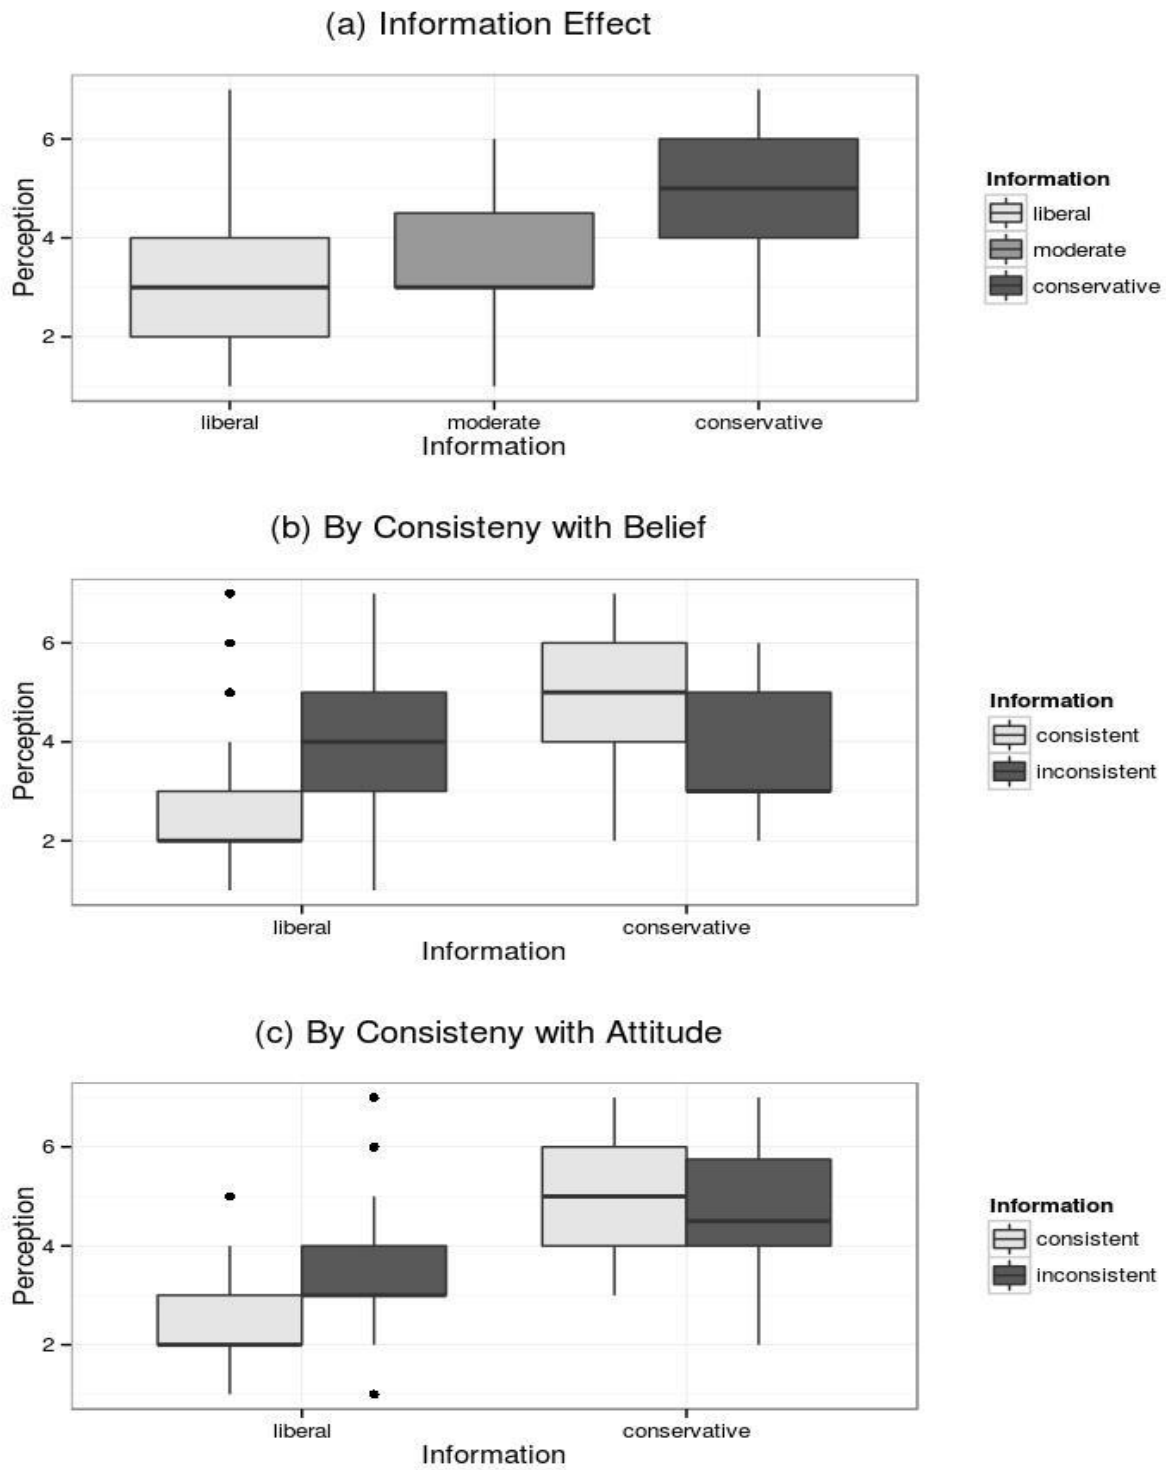 (a) Information Effect
6
4
2
Perception
liberal
moderate
conservative
Information
Information
liberal
moderate
conservative
(b) By Consisteny with Belief
6
4
2
Perception
liberal
conservative
Information
Information
consistent
inconsistent
(c) By Consisteny with Attitude
6
4
2
Perception
liberal
conservative
Information
Information
consistent
inconsistent